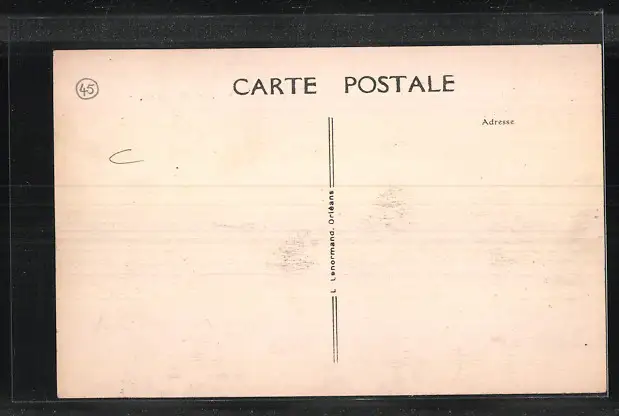 45
CARTE POSTALE
Adresse
C
L. Lenormand, Orléans